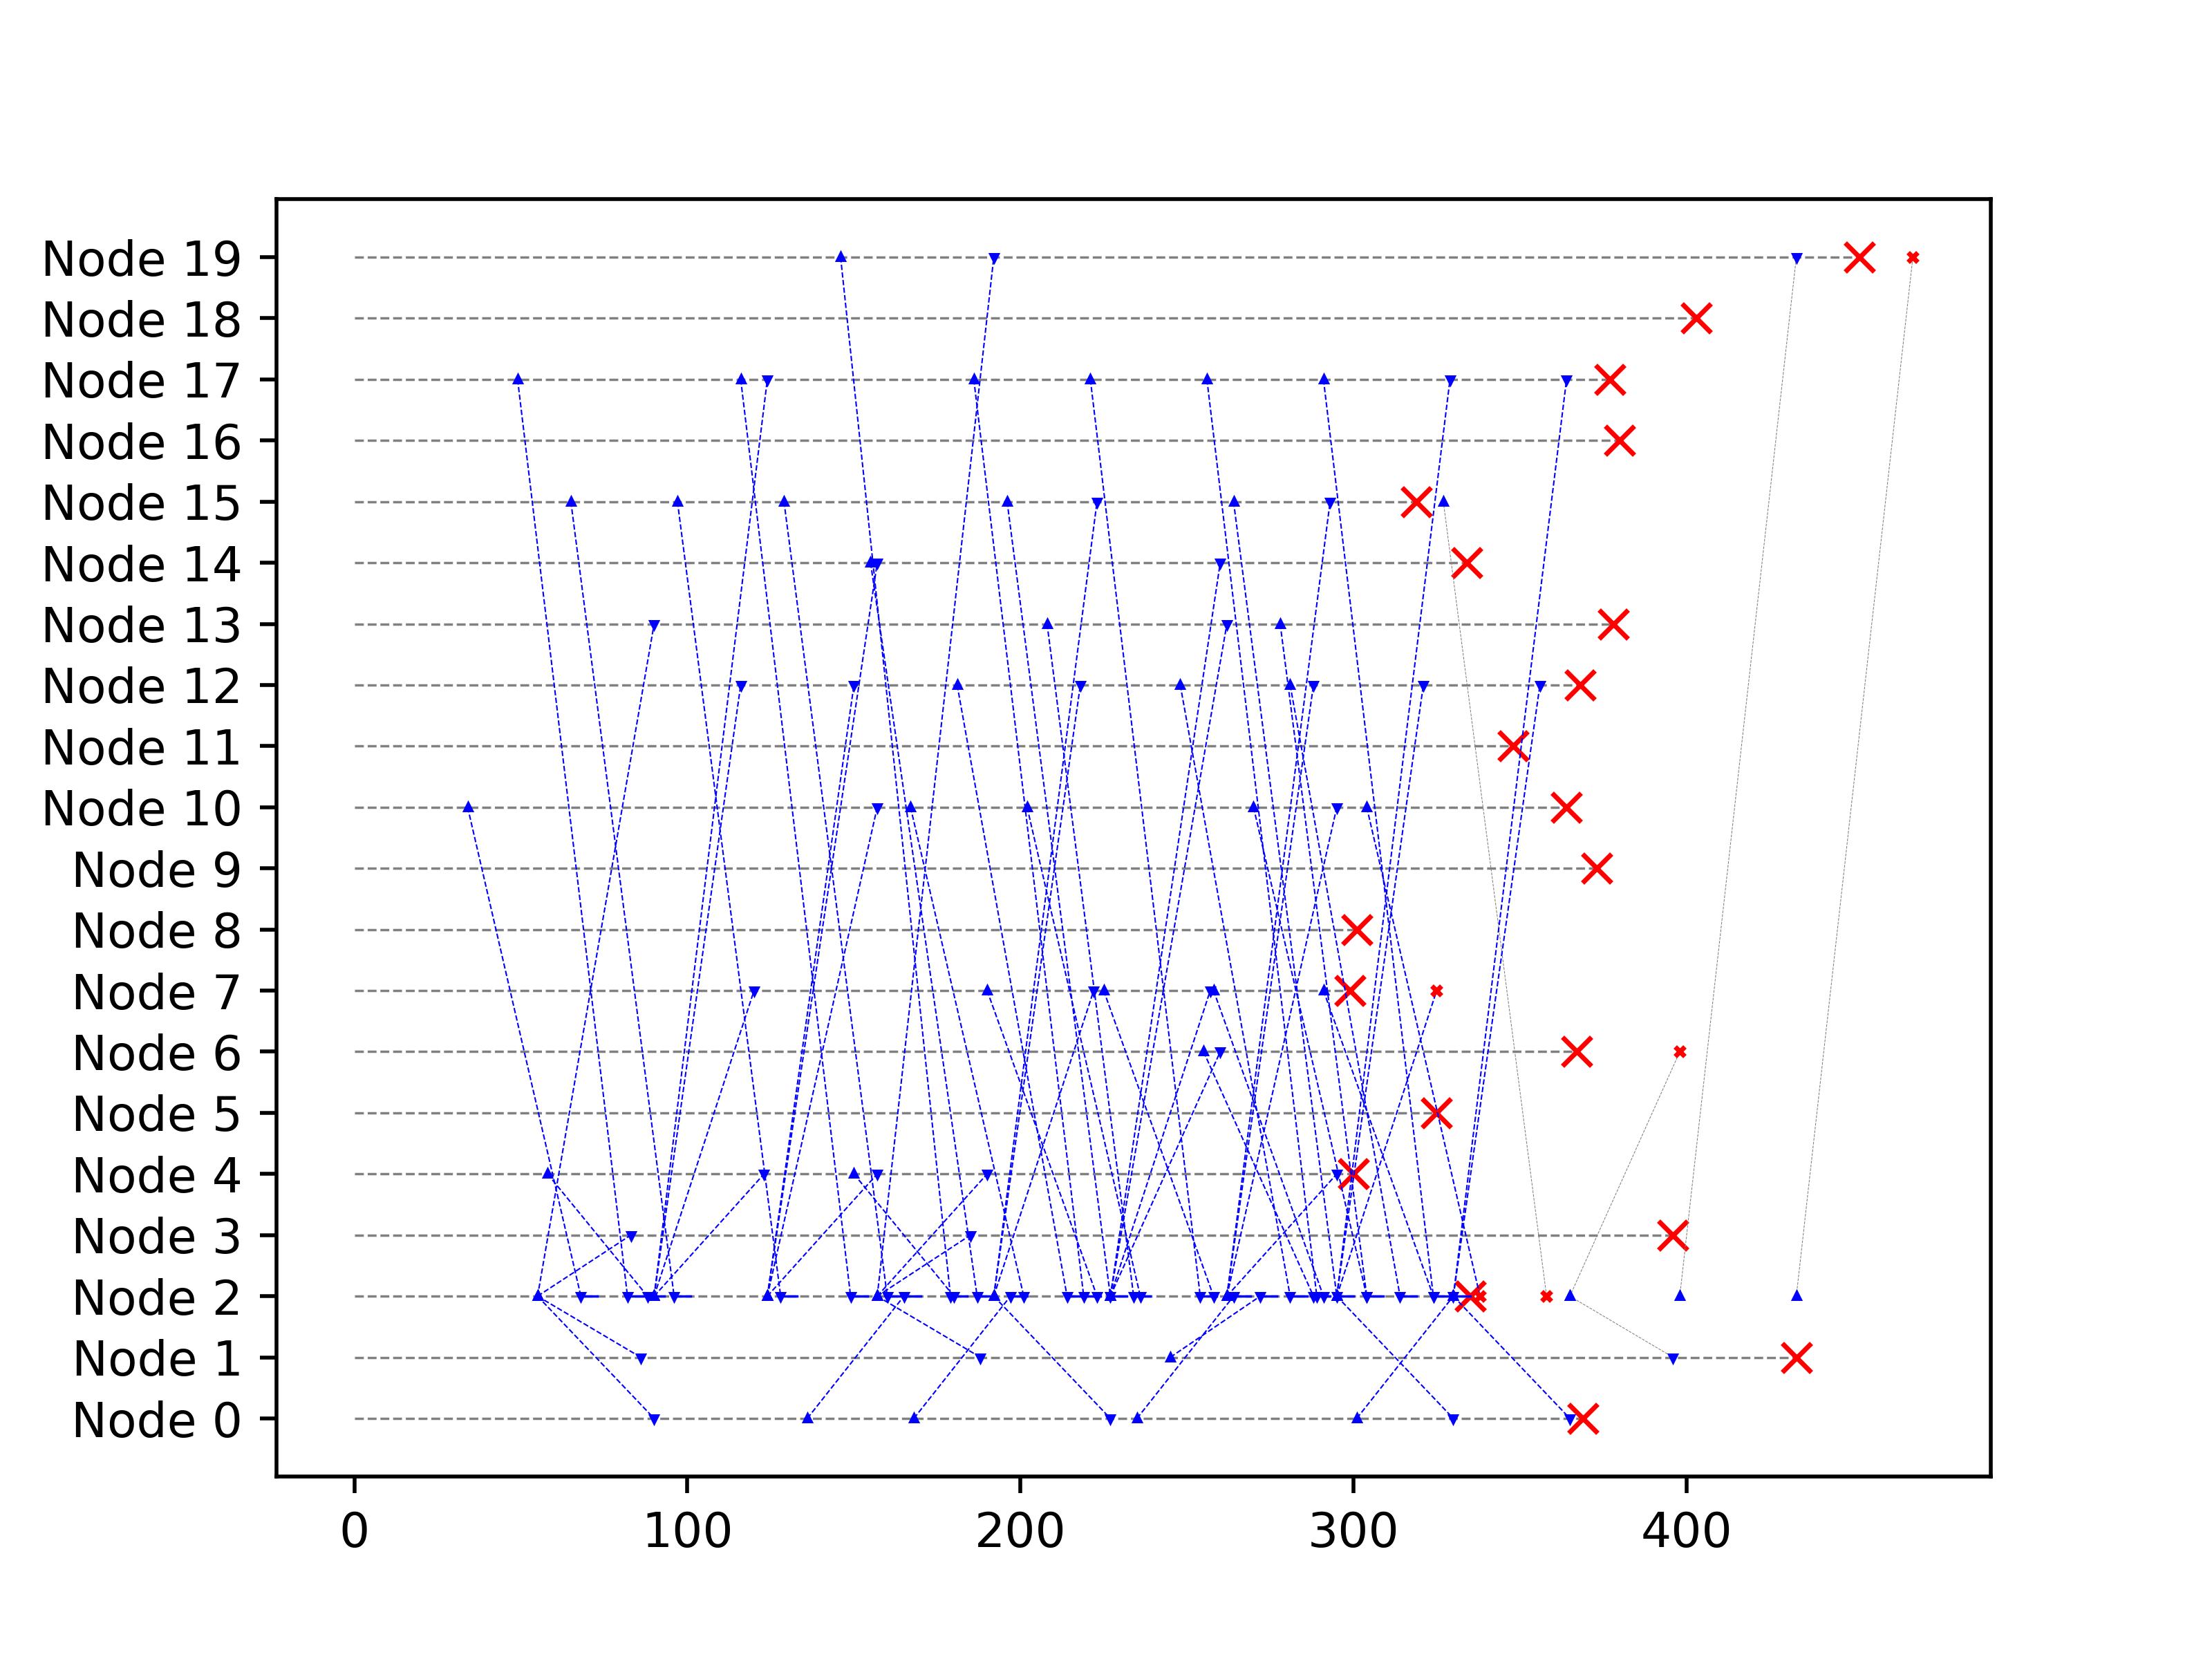 Node 19
Node 18
Node 17
Node 16
Node 15
Node 14
Node 13
Node 12
Node 11
Node 10
Node 9
Node 8
Node 7
Node 6
Node 5
Node 4
Node 3
Node 2
Node 1
Node 0
0 100 200 300 400